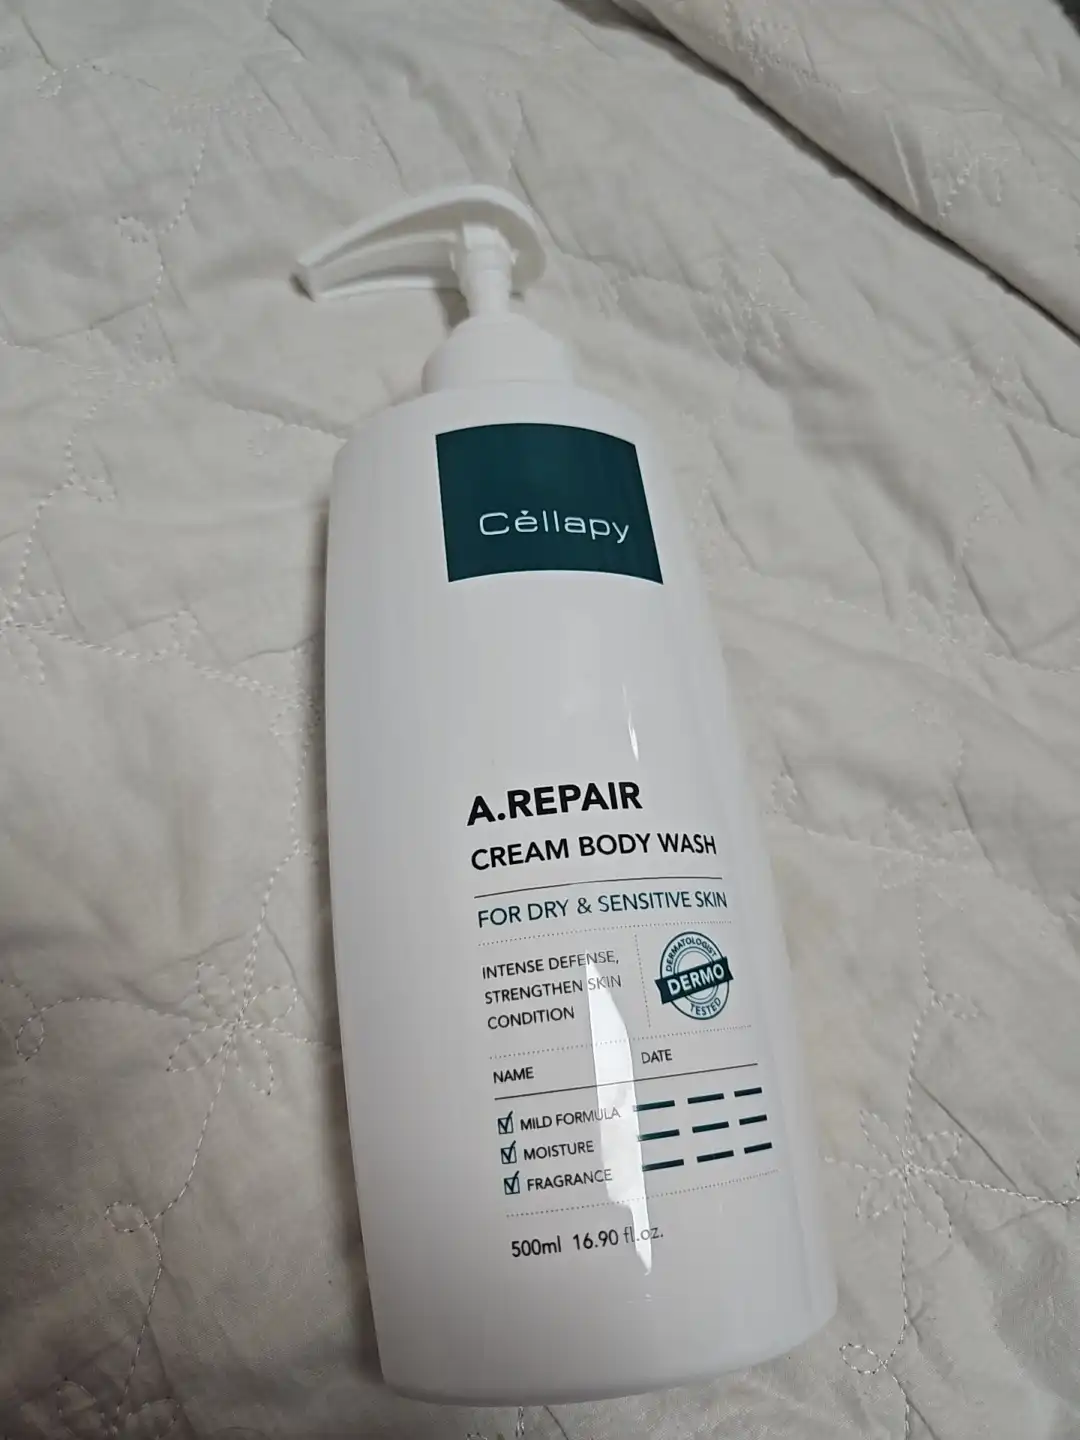 Cellapy
A.REPAIR
CREAM BODY WASH
FOR DRY & SENSITIVE SKIN
INTENSE DEFENSE,
STRENGTHEN SKIN
CONDITION
DERMATOLOGIST
DERMO
TESTED
NAME DATE
MILD FORMULA
MOISTURE
FRAGRANCE
500ml 16.90 fl.oz.